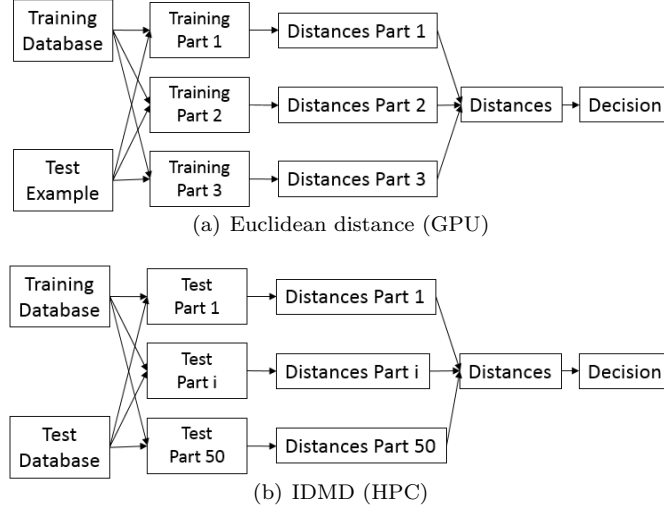 Training
Database
Training
Part 1
Distances Part 1
Training
Part 2
Distances Part 2
Distances
Decision
Test
Example
Training
Part 3
Distances Part 3
(a) Euclidean distance (GPU)
Training
Database
Test
Part 1
Distances Part 1
Test
Part i
Distances Part i
Distances
Decision
Test
Database
Test
Part 50
Distances Part 50
(b) IDMD (HPC)